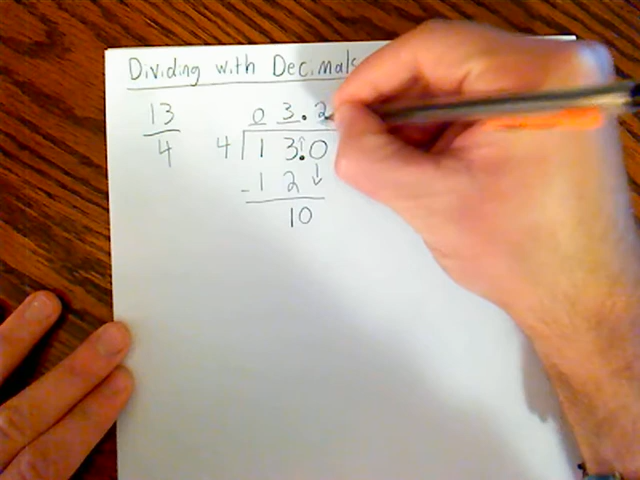 Dividing with Decimals
13 0 3.2
4 4 1 3.0
- 1 2 ↓
10